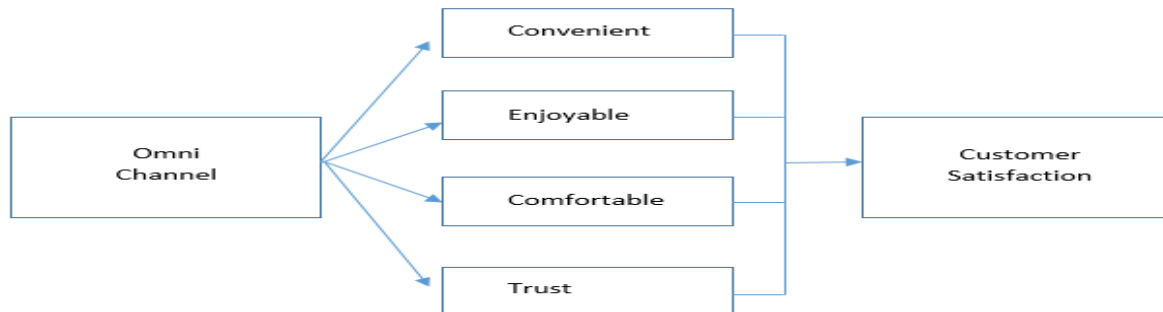 Omni
Channel
Convenient
Enjoyable
Comfortable
Trust
Customer
Satisfaction